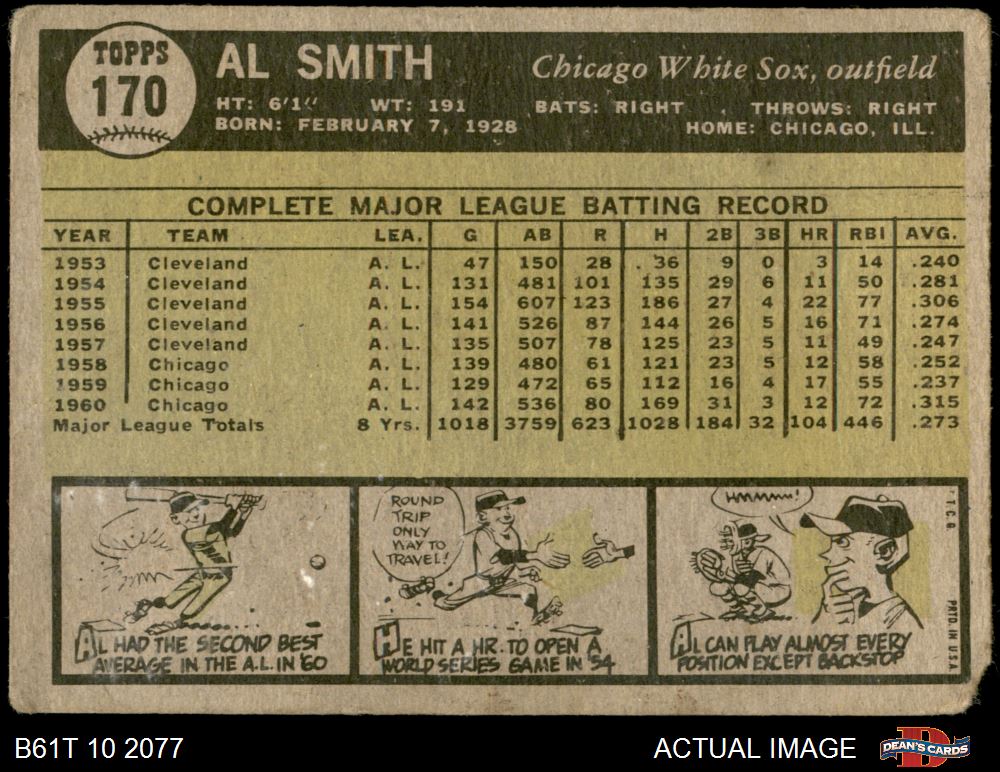 TOPPS
170
AL SMITH
Chicago White Sox, outfield
HT: 6'1" WT: 191 BATS: RIGHT THROWS: RIGHT
BORN: FEBRUARY 7, 1928 HOME: CHICAGO, ILL.
COMPLETE MAJOR LEAGUE BATTING RECORD
YEAR TEAM LEA. G AB R H 2B 3B HR RBI AVG.
1953 Cleveland A. L. 47 150 28 36 9 0 3 14 .240
1954 Cleveland A. L. 131 481 101 135 29 6 11 50 .281
1955 Cleveland A. L. 154 607 123 186 27 4 22 77 .306
1956 Cleveland A. L. 141 526 87 144 26 5 16 71 .274
1957 Cleveland A. L. 135 507 78 125 23 5 11 49 .247
1958 Chicago A. L. 139 480 61 121 23 5 12 58 .252
1959 Chicago A. L. 129 472 65 112 16 4 17 55 .237
1960 Chicago A. L. 142 536 80 169 31 3 12 72 .315
Major League Totals 8 Yrs. 1018 3759 623 1028 184 32 104 446 .273
AL HAD THE SECOND BEST
AVERAGE IN THE A.L. IN '60
ROUND
TRIP
ONLY
WAY TO
TRAVEL!
HE HIT A HR. TO OPEN A
WORLD SERIES GAME IN '54
HMMMM!
AL CAN PLAY ALMOST EVERY
POSITION EXCEPT BACKSTOP
T.C.G.
PRTD. IN U.S.A.
B61T 10 2077
ACTUAL IMAGE
DEAN'S CARDS